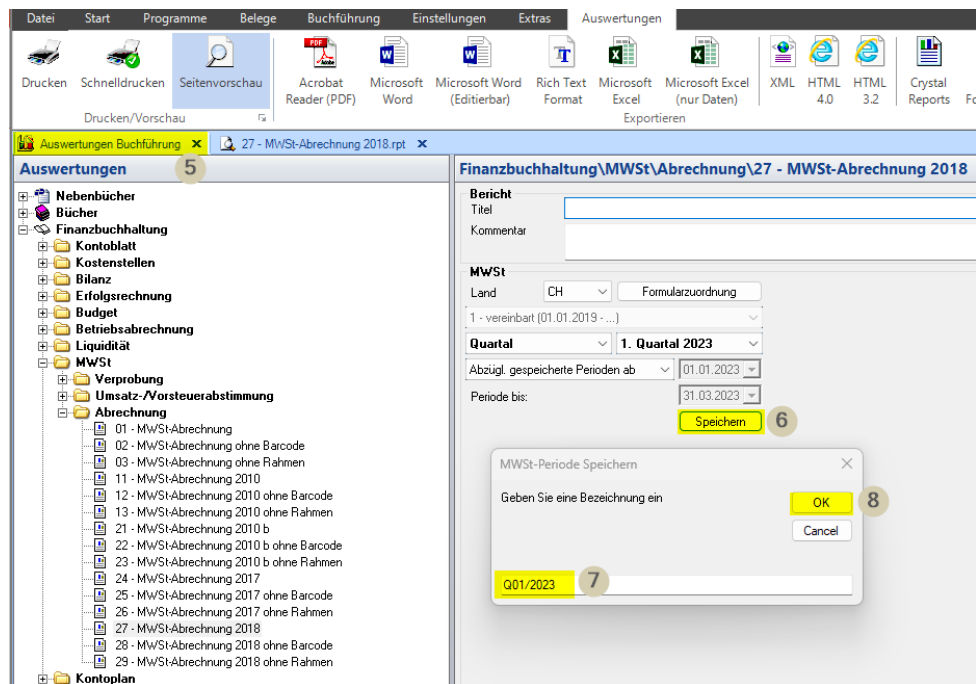 Datei Start Programme Belege Buchführung Einstellungen Extras Auswertungen
Drucken Schnelldrucken Seitenvorschau Acrobat Reader (PDF) Microsoft Word Microsoft Word (Editierbar) Rich Text Format Microsoft Excel Microsoft Excel (nur Daten) XML HTML 4.0 HTML 3.2 Crystal Reports
Drucken/Vorschau Exportieren
Auswertungen Buchführung 27 - MWSt-Abrechnung 2018.rpt
5
Auswertungen
Nebenbücher
Bücher
Finanzbuchhaltung
Kontoblatt
Kostenstellen
Bilanz
Erfolgsrechnung
Budget
Betriebsabrechnung
Liquidität
MWSt
Verprobung
Umsatz-/Vorsteuerabstimmung
Abrechnung
01 - MWSt-Abrechnung
02 - MWSt-Abrechnung ohne Barcode
03 - MWSt-Abrechnung ohne Rahmen
11 - MWSt-Abrechnung 2010
12 - MWSt-Abrechnung 2010 ohne Barcode
13 - MWSt-Abrechnung 2010 ohne Rahmen
21 - MWSt-Abrechnung 2010 b
22 - MWSt-Abrechnung 2010 b ohne Barcode
23 - MWSt-Abrechnung 2010 b ohne Rahmen
24 - MWSt-Abrechnung 2017
25 - MWSt-Abrechnung 2017 ohne Barcode
26 - MWSt-Abrechnung 2017 ohne Rahmen
27 - MWSt-Abrechnung 2018
28 - MWSt-Abrechnung 2018 ohne Barcode
29 - MWSt-Abrechnung 2018 ohne Rahmen
Kontoplan
Finanzbuchhaltung\MWSt\Abrechnung\27 - MWSt-Abrechnung 2018
Bericht
Titel
Kommentar
MWSt
Land CH Formularzuordnung
1 - vereinbart (01.01.2019 - ...)
Quartal 1. Quartal 2023
Abzügl. gespeicherte Perioden ab 01.01.2023
Periode bis: 31.03.2023
Speichern 6
MWSt-Periode Speichern
Geben Sie eine Bezeichnung ein
OK 8
Cancel
Q01/2023 7